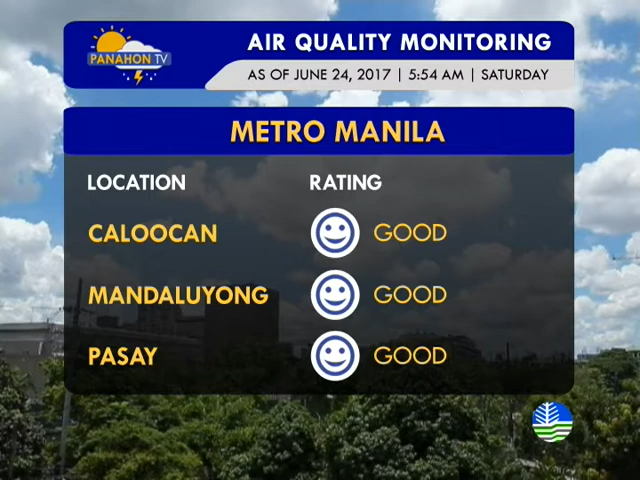 PANAHON TV
AIR QUALITY MONITORING
AS OF JUNE 24, 2017 | 5:54 AM | SATURDAY
METRO MANILA
LOCATION RATING
CALOOCAN GOOD
MANDALUYONG GOOD
PASAY GOOD